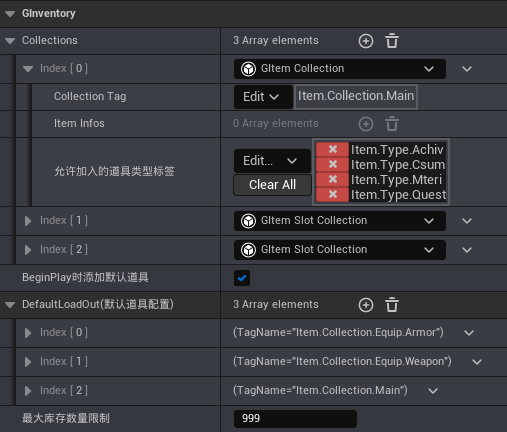 GInventory
Collections 3 Array elements
Index [ 0 ] GItem Collection
Collection Tag Edit Item.Collection.Main
Item Infos 0 Array elements
允许加入的道具类型标签 Edit... Clear All
Item.Type.Achiv
Item.Type.Csum
Item.Type.Mteri
Item.Type.Quest
Index [ 1 ] GItem Slot Collection
Index [ 2 ] GItem Slot Collection
BeginPlay时添加默认道具
DefaultLoadOut(默认道具配置) 3 Array elements
Index [ 0 ] (TagName="Item.Collection.Equip.Armor")
Index [ 1 ] (TagName="Item.Collection.Equip.Weapon")
Index [ 2 ] (TagName="Item.Collection.Main")
最大库存数量限制 999